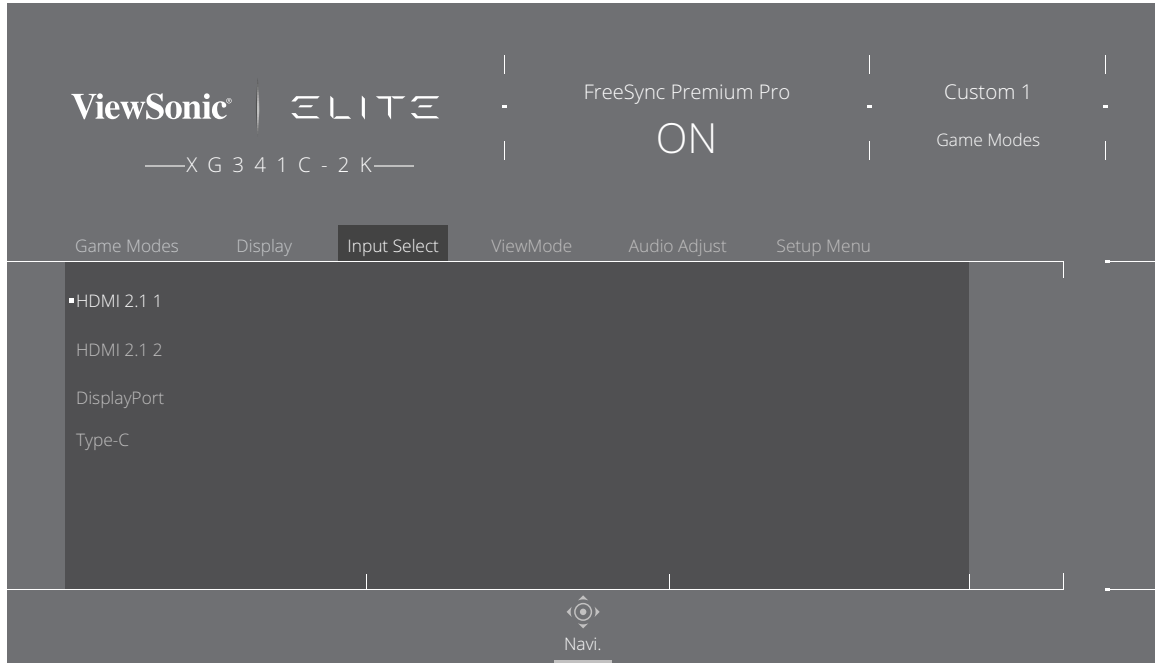 ViewSonic® ELITE
XG341C-2K
FreeSync Premium Pro
ON
Custom 1
Game Modes
Game Modes Display Input Select ViewMode Audio Adjust Setup Menu
HDMI 2.1 1
HDMI 2.1 2
DisplayPort
Type-C
Navi.